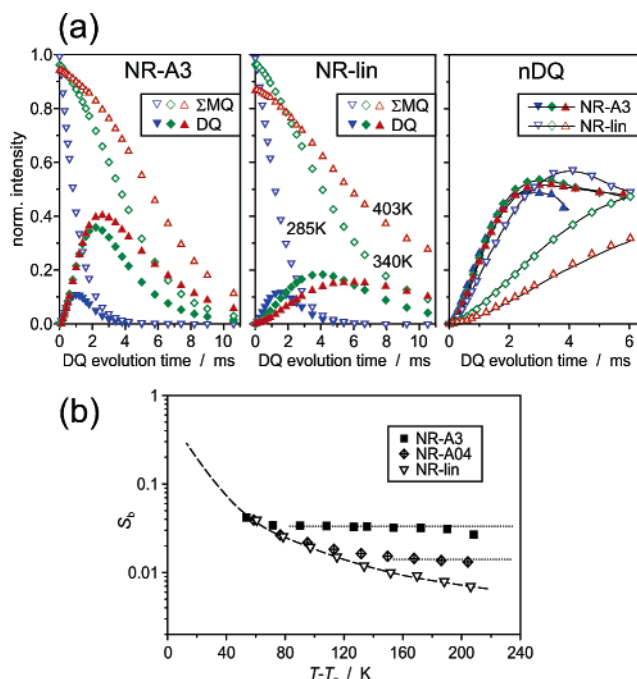 (a)
NR-A3
NR-lin
nDQ
1.0
0.8
0.6
0.4
0.2
0.0
norm. intensity
ΣMQ
DQ
ΣMQ
DQ
NR-A3
NR-lin
285K
403K
340K
0 2 4 6 8 10
0 2 4 6 8 10
0 2 4 6
DQ evolution time / ms
DQ evolution time / ms
DQ evolution time / ms
(b)
1
0.1
0.01
S_b
NR-A3
NR-A04
NR-lin
0 40 80 120 160 200 240